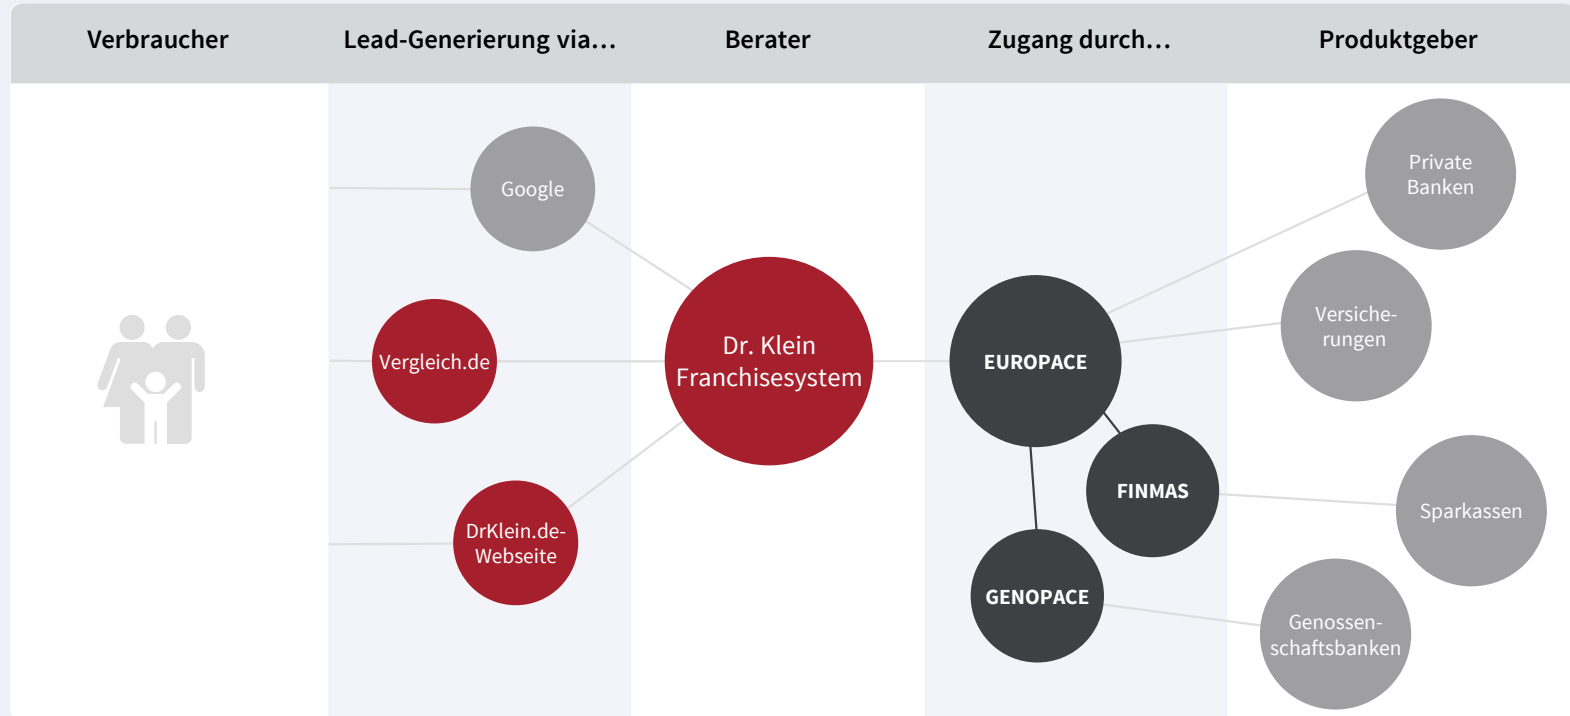 Verbraucher
Lead-Generierung via…
Berater
Zugang durch…
Produktgeber
Google
Vergleich.de
DrKlein.de-
Webseite
Dr. Klein
Franchisesystem
EUROPACE
FINMAS
GENOPACE
Private
Banken
Versiche-
rungen
Sparkassen
Genossen-
schaftsbanken